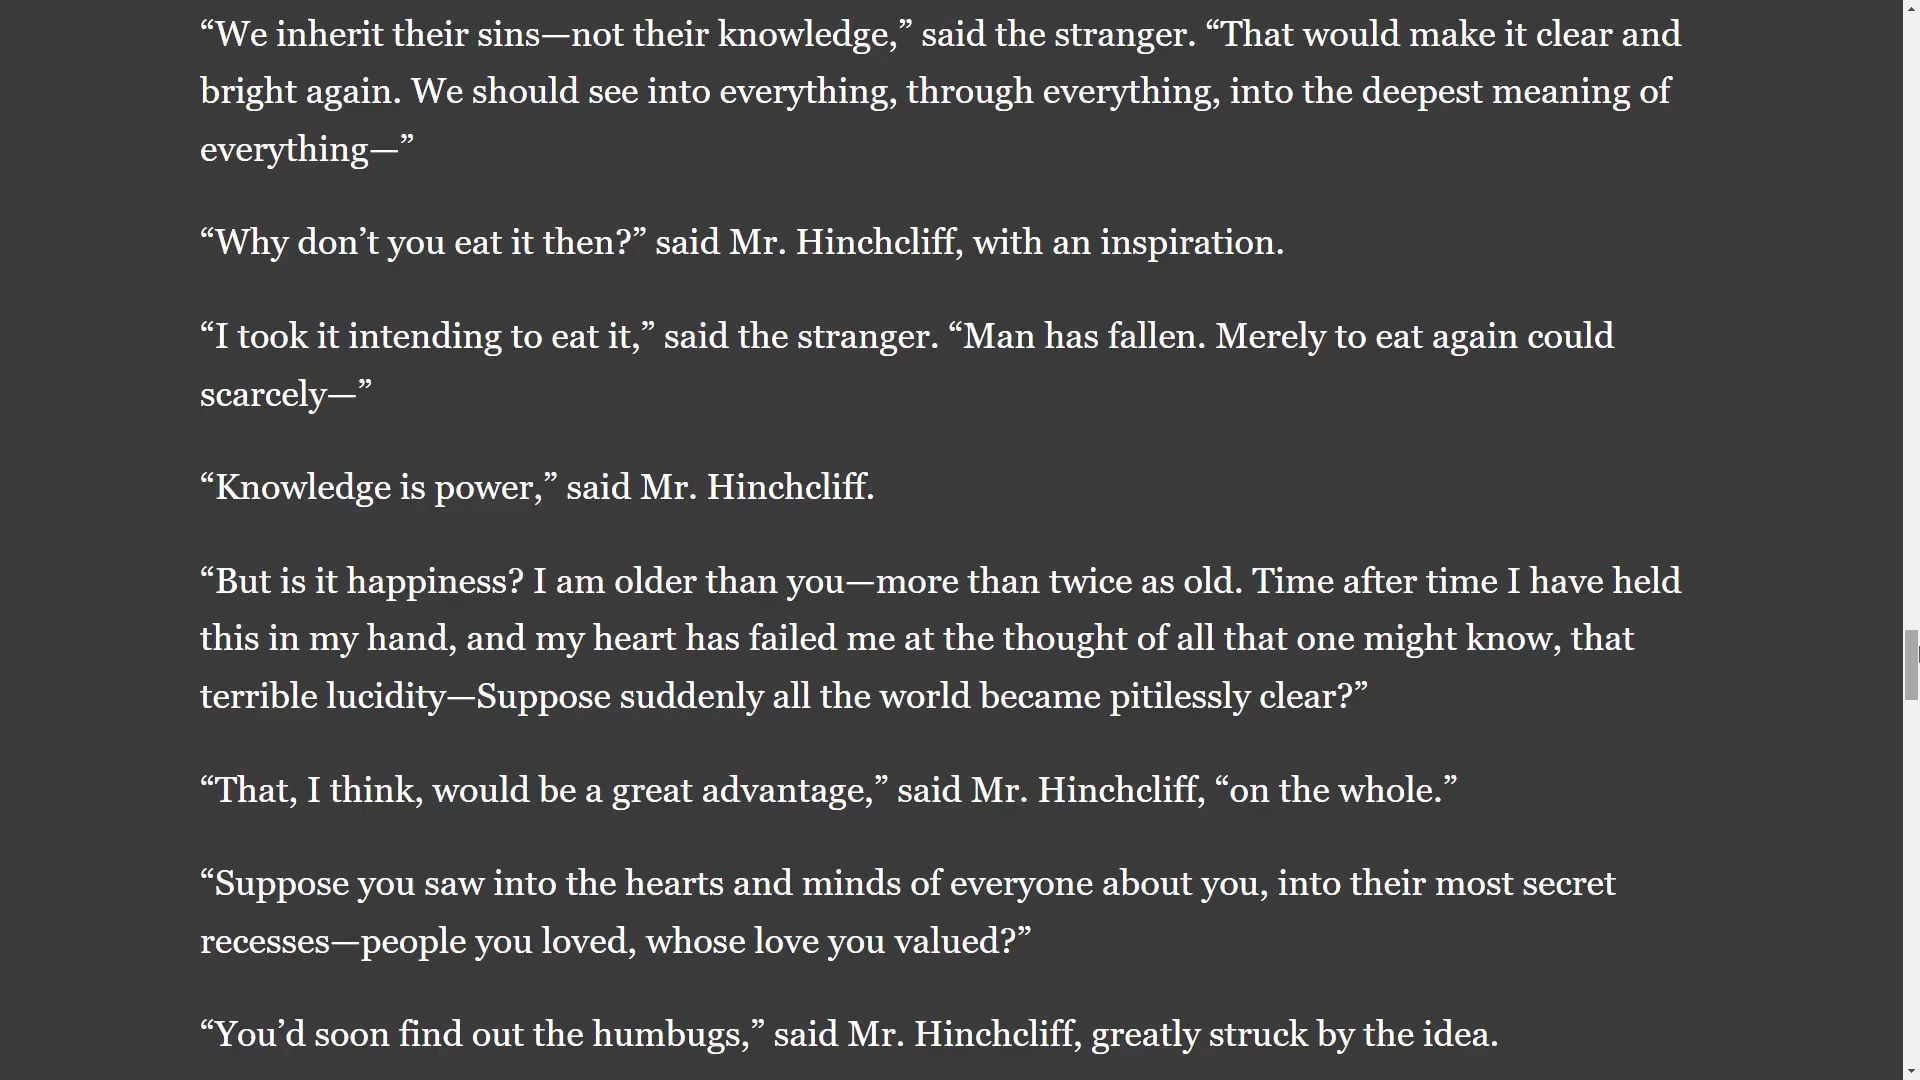 “We inherit their sins—not their knowledge,” said the stranger. “That would make it clear and
bright again. We should see into everything, through everything, into the deepest meaning of
everything—”
“Why don’t you eat it then?” said Mr. Hinchcliff, with an inspiration.
“I took it intending to eat it,” said the stranger. “Man has fallen. Merely to eat again could
scarcely—”
“Knowledge is power,” said Mr. Hinchcliff.
“But is it happiness? I am older than you—more than twice as old. Time after time I have held
this in my hand, and my heart has failed me at the thought of all that one might know, that
terrible lucidity—Suppose suddenly all the world became pitilessly clear?”
“That, I think, would be a great advantage,” said Mr. Hinchcliff, “on the whole.”
“Suppose you saw into the hearts and minds of everyone about you, into their most secret
recesses—people you loved, whose love you valued?”
“You’d soon find out the humbugs,” said Mr. Hinchcliff, greatly struck by the idea.